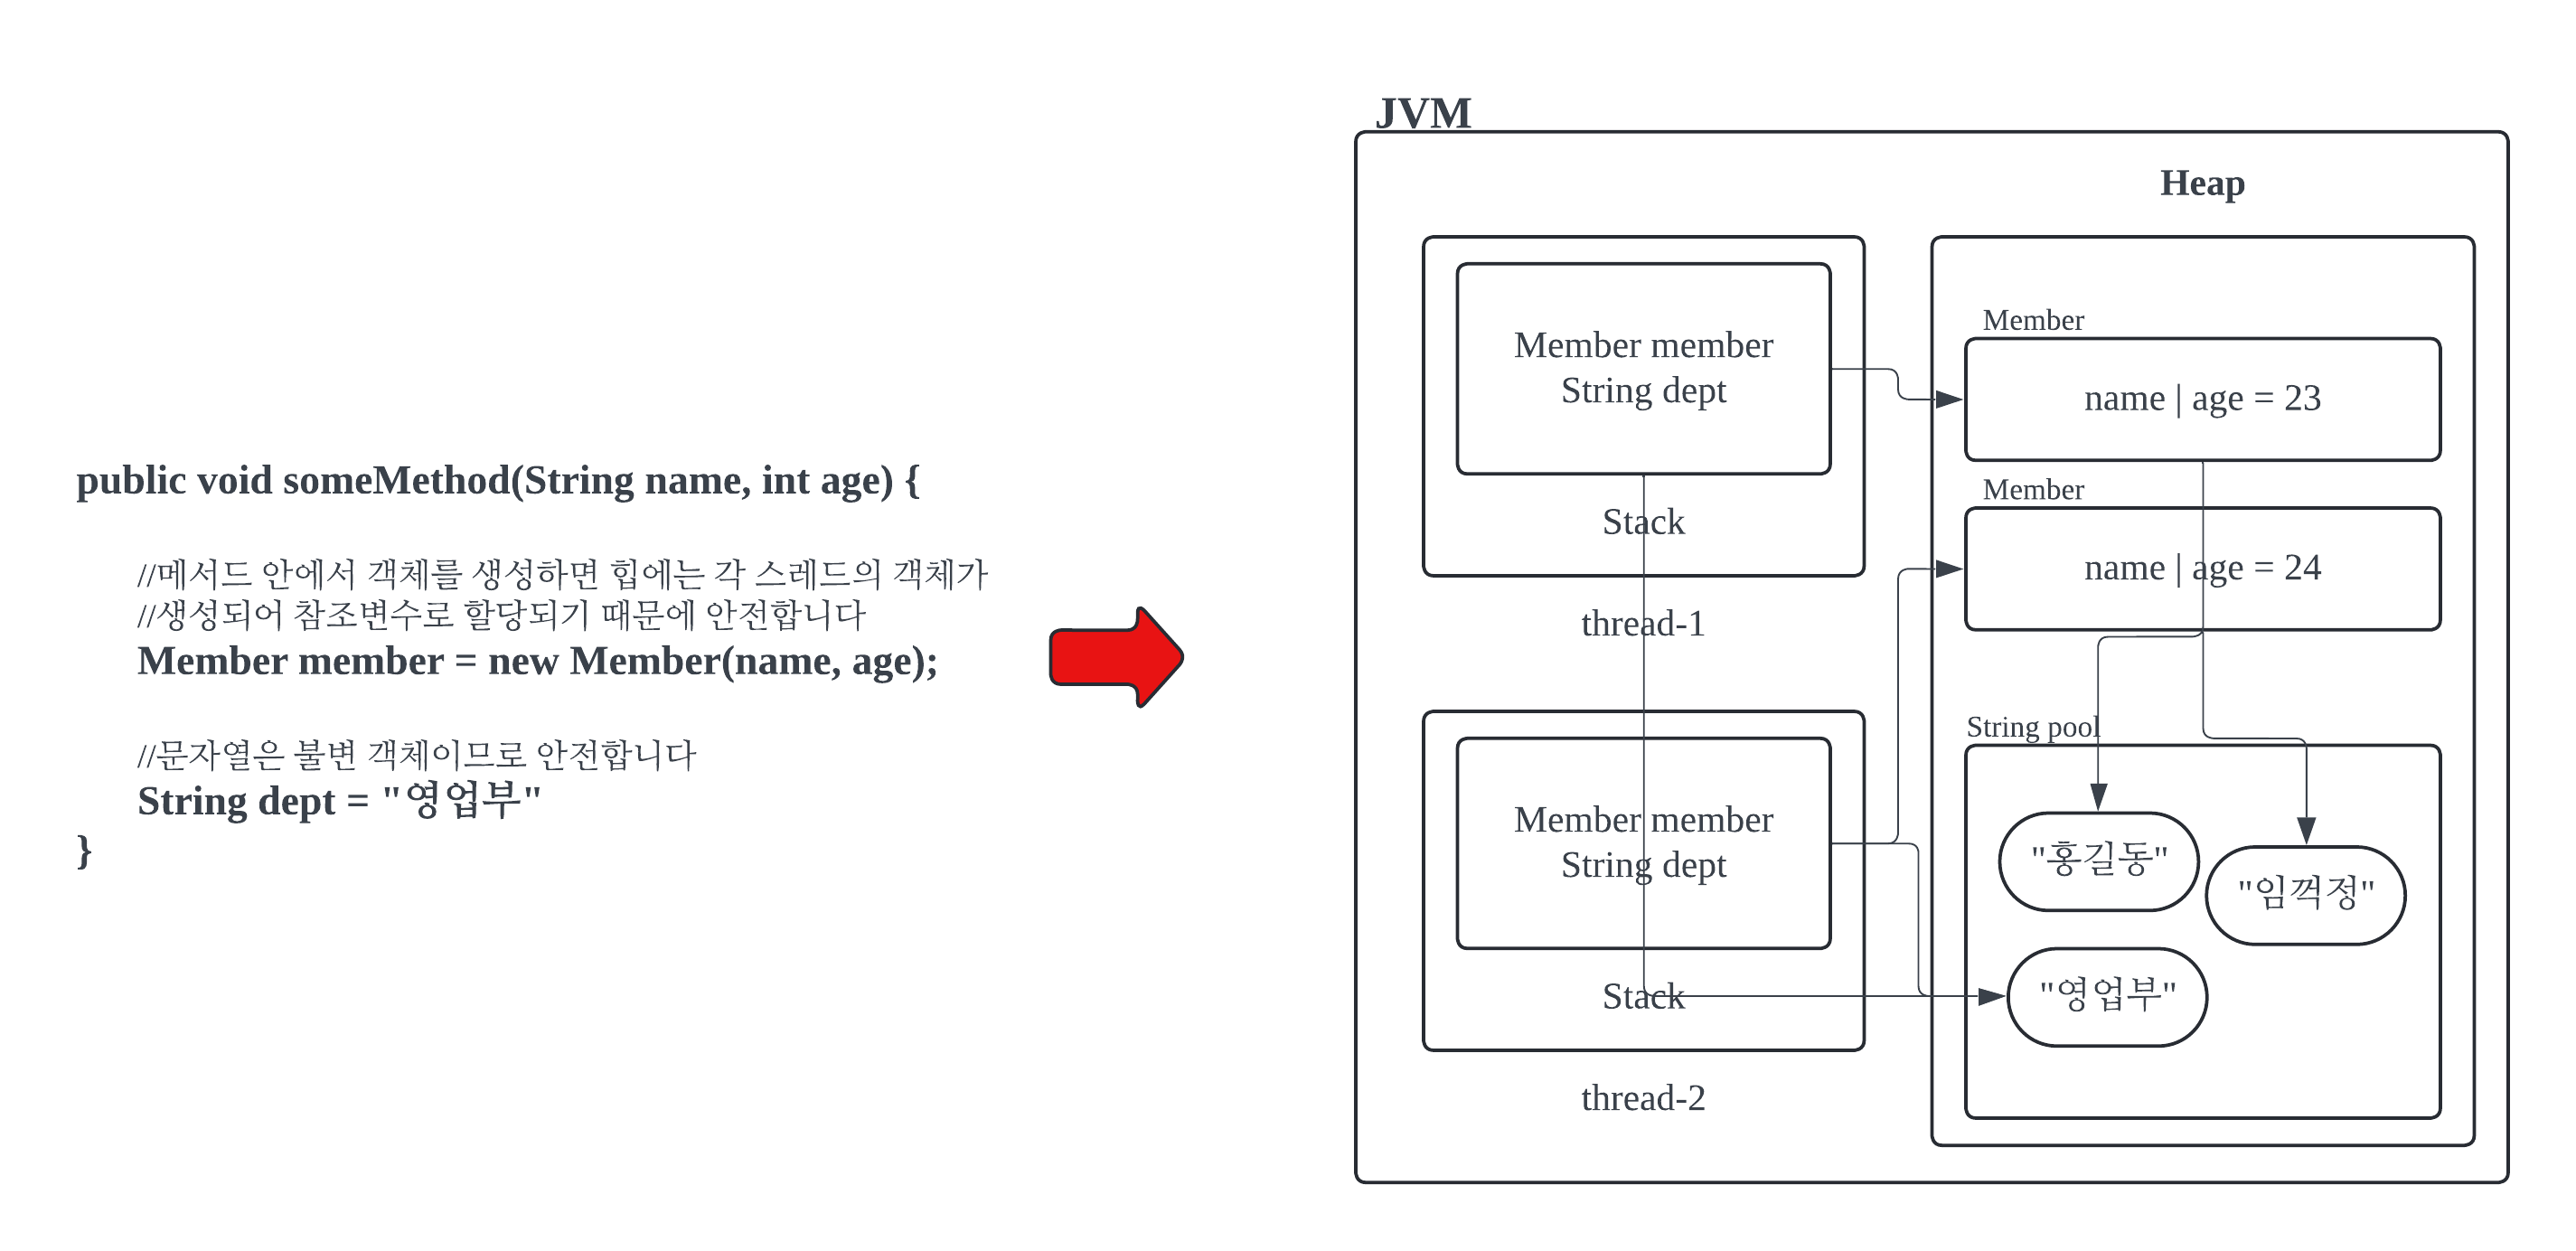 public void someMethod(String name, int age) {
//메서드 안에서 객체를 생성하면 힙에는 각 스레드의 객체가
//생성되어 참조변수로 할당되기 때문에 안전합니다
Member member = new Member(name, age);
//문자열은 불변 객체이므로 안전합니다
String dept = "영업부"
}
JVM
Heap
Member member
String dept
Stack
thread-1
Member member
String dept
Stack
thread-2
Member
name | age = 23
Member
name | age = 24
String pool
"홍길동"
"임꺽정"
"영업부"